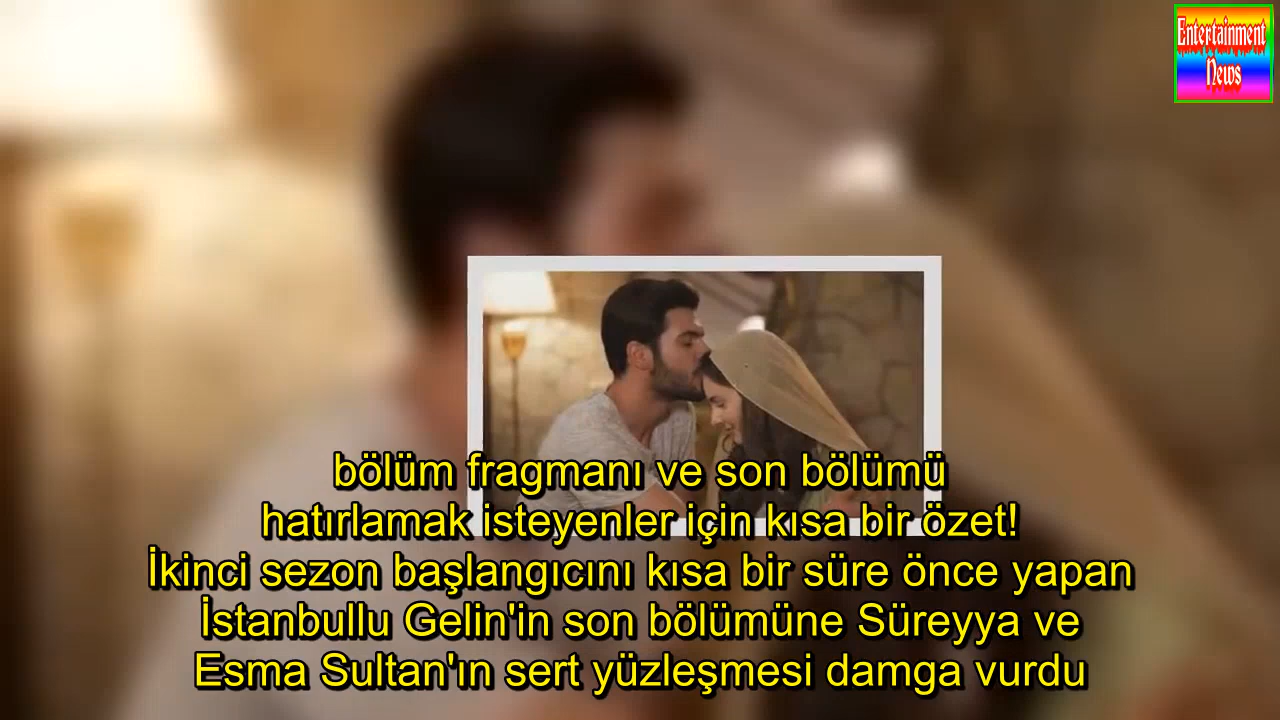 Entertainment
News
bölüm fragmanı ve son bölümü
hatırlamak isteyenler için kısa bir özet!
İkinci sezon başlangıcını kısa bir süre önce yapan
İstanbullu Gelin'in son bölümüne Süreyya ve
Esma Sultan'ın sert yüzleşmesi damga vurdu